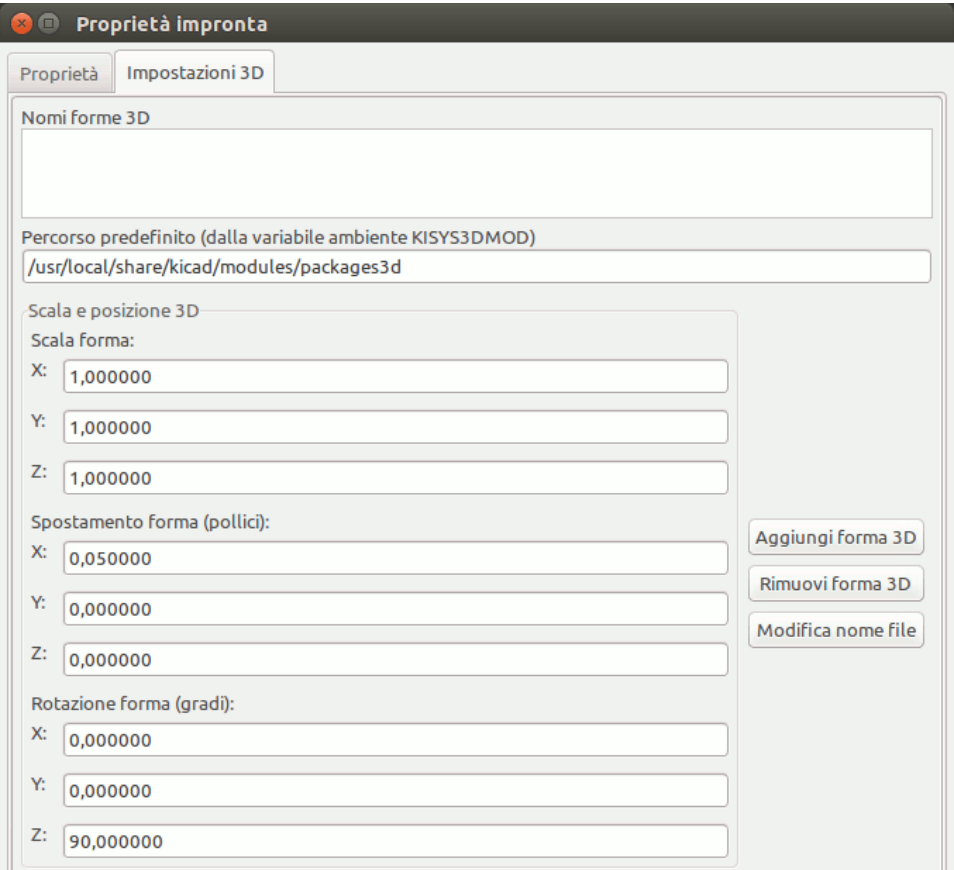 Proprietà impronta
Proprietà
Impostazioni 3D
Nomi forme 3D
Percorso predefinito (dalla variabile ambiente KISYS3DMOD)
/usr/local/share/kicad/modules/packages3d
Scala e posizione 3D
Scala forma:
X: 1,000000
Y: 1,000000
Z: 1,000000
Spostamento forma (pollici):
X: 0,050000
Y: 0,000000
Z: 0,000000
Aggiungi forma 3D
Rimuovi forma 3D
Modifica nome file
Rotazione forma (gradi):
X: 0,000000
Y: 0,000000
Z: 90,000000